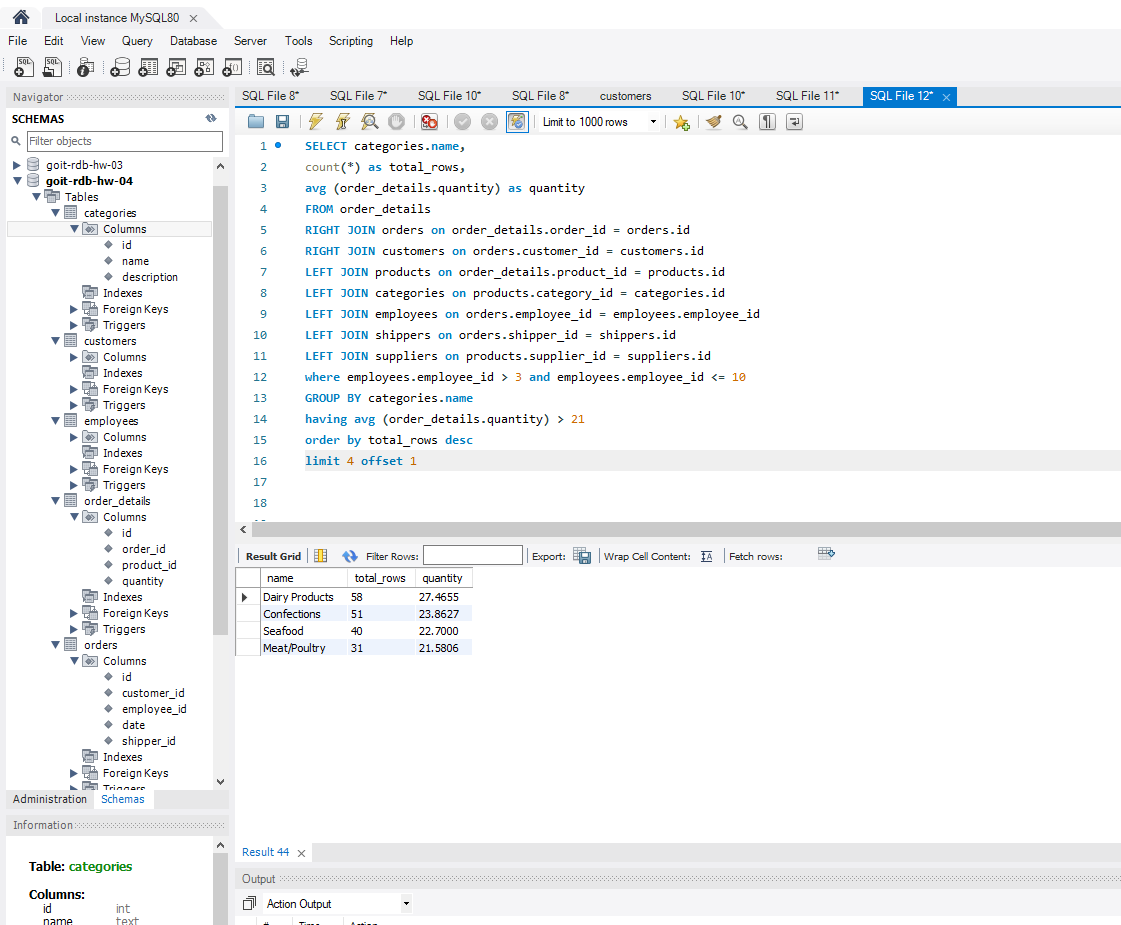 Local instance MySQL80
File Edit View Query Database Server Tools Scripting Help
Navigator
SCHEMAS
Filter objects
goit-rdb-hw-03
goit-rdb-hw-04
Tables
categories
Columns
id
name
description
Indexes
Foreign Keys
Triggers
customers
Columns
Indexes
Foreign Keys
Triggers
employees
Columns
Indexes
Foreign Keys
Triggers
order_details
Columns
id
order_id
product_id
quantity
Indexes
Foreign Keys
Triggers
orders
Columns
id
customer_id
employee_id
date
shipper_id
Indexes
Foreign Keys
Triggers
Administration Schemas
Information
Table: categories
Columns:
id int
name text
SQL File 8* SQL File 7* SQL File 10* SQL File 8* customers SQL File 10* SQL File 11* SQL File 12*
Limit to 1000 rows
1 SELECT categories.name,
2 count(*) as total_rows,
3 avg (order_details.quantity) as quantity
4 FROM order_details
5 RIGHT JOIN orders on order_details.order_id = orders.id
6 RIGHT JOIN customers on orders.customer_id = customers.id
7 LEFT JOIN products on order_details.product_id = products.id
8 LEFT JOIN categories on products.category_id = categories.id
9 LEFT JOIN employees on orders.employee_id = employees.employee_id
10 LEFT JOIN shippers on orders.shipper_id = shippers.id
11 LEFT JOIN suppliers on products.supplier_id = suppliers.id
12 where employees.employee_id > 3 and employees.employee_id <= 10
13 GROUP BY categories.name
14 having avg (order_details.quantity) > 21
15 order by total_rows desc
16 limit 4 offset 1
17
18
Result Grid Filter Rows: Export: Wrap Cell Content: Fetch rows:
name total_rows quantity
Dairy Products 58 27.4655
Confections 51 23.8627
Seafood 40 22.7000
Meat/Poultry 31 21.5806
Result 44
Output
Action Output
# Time Action